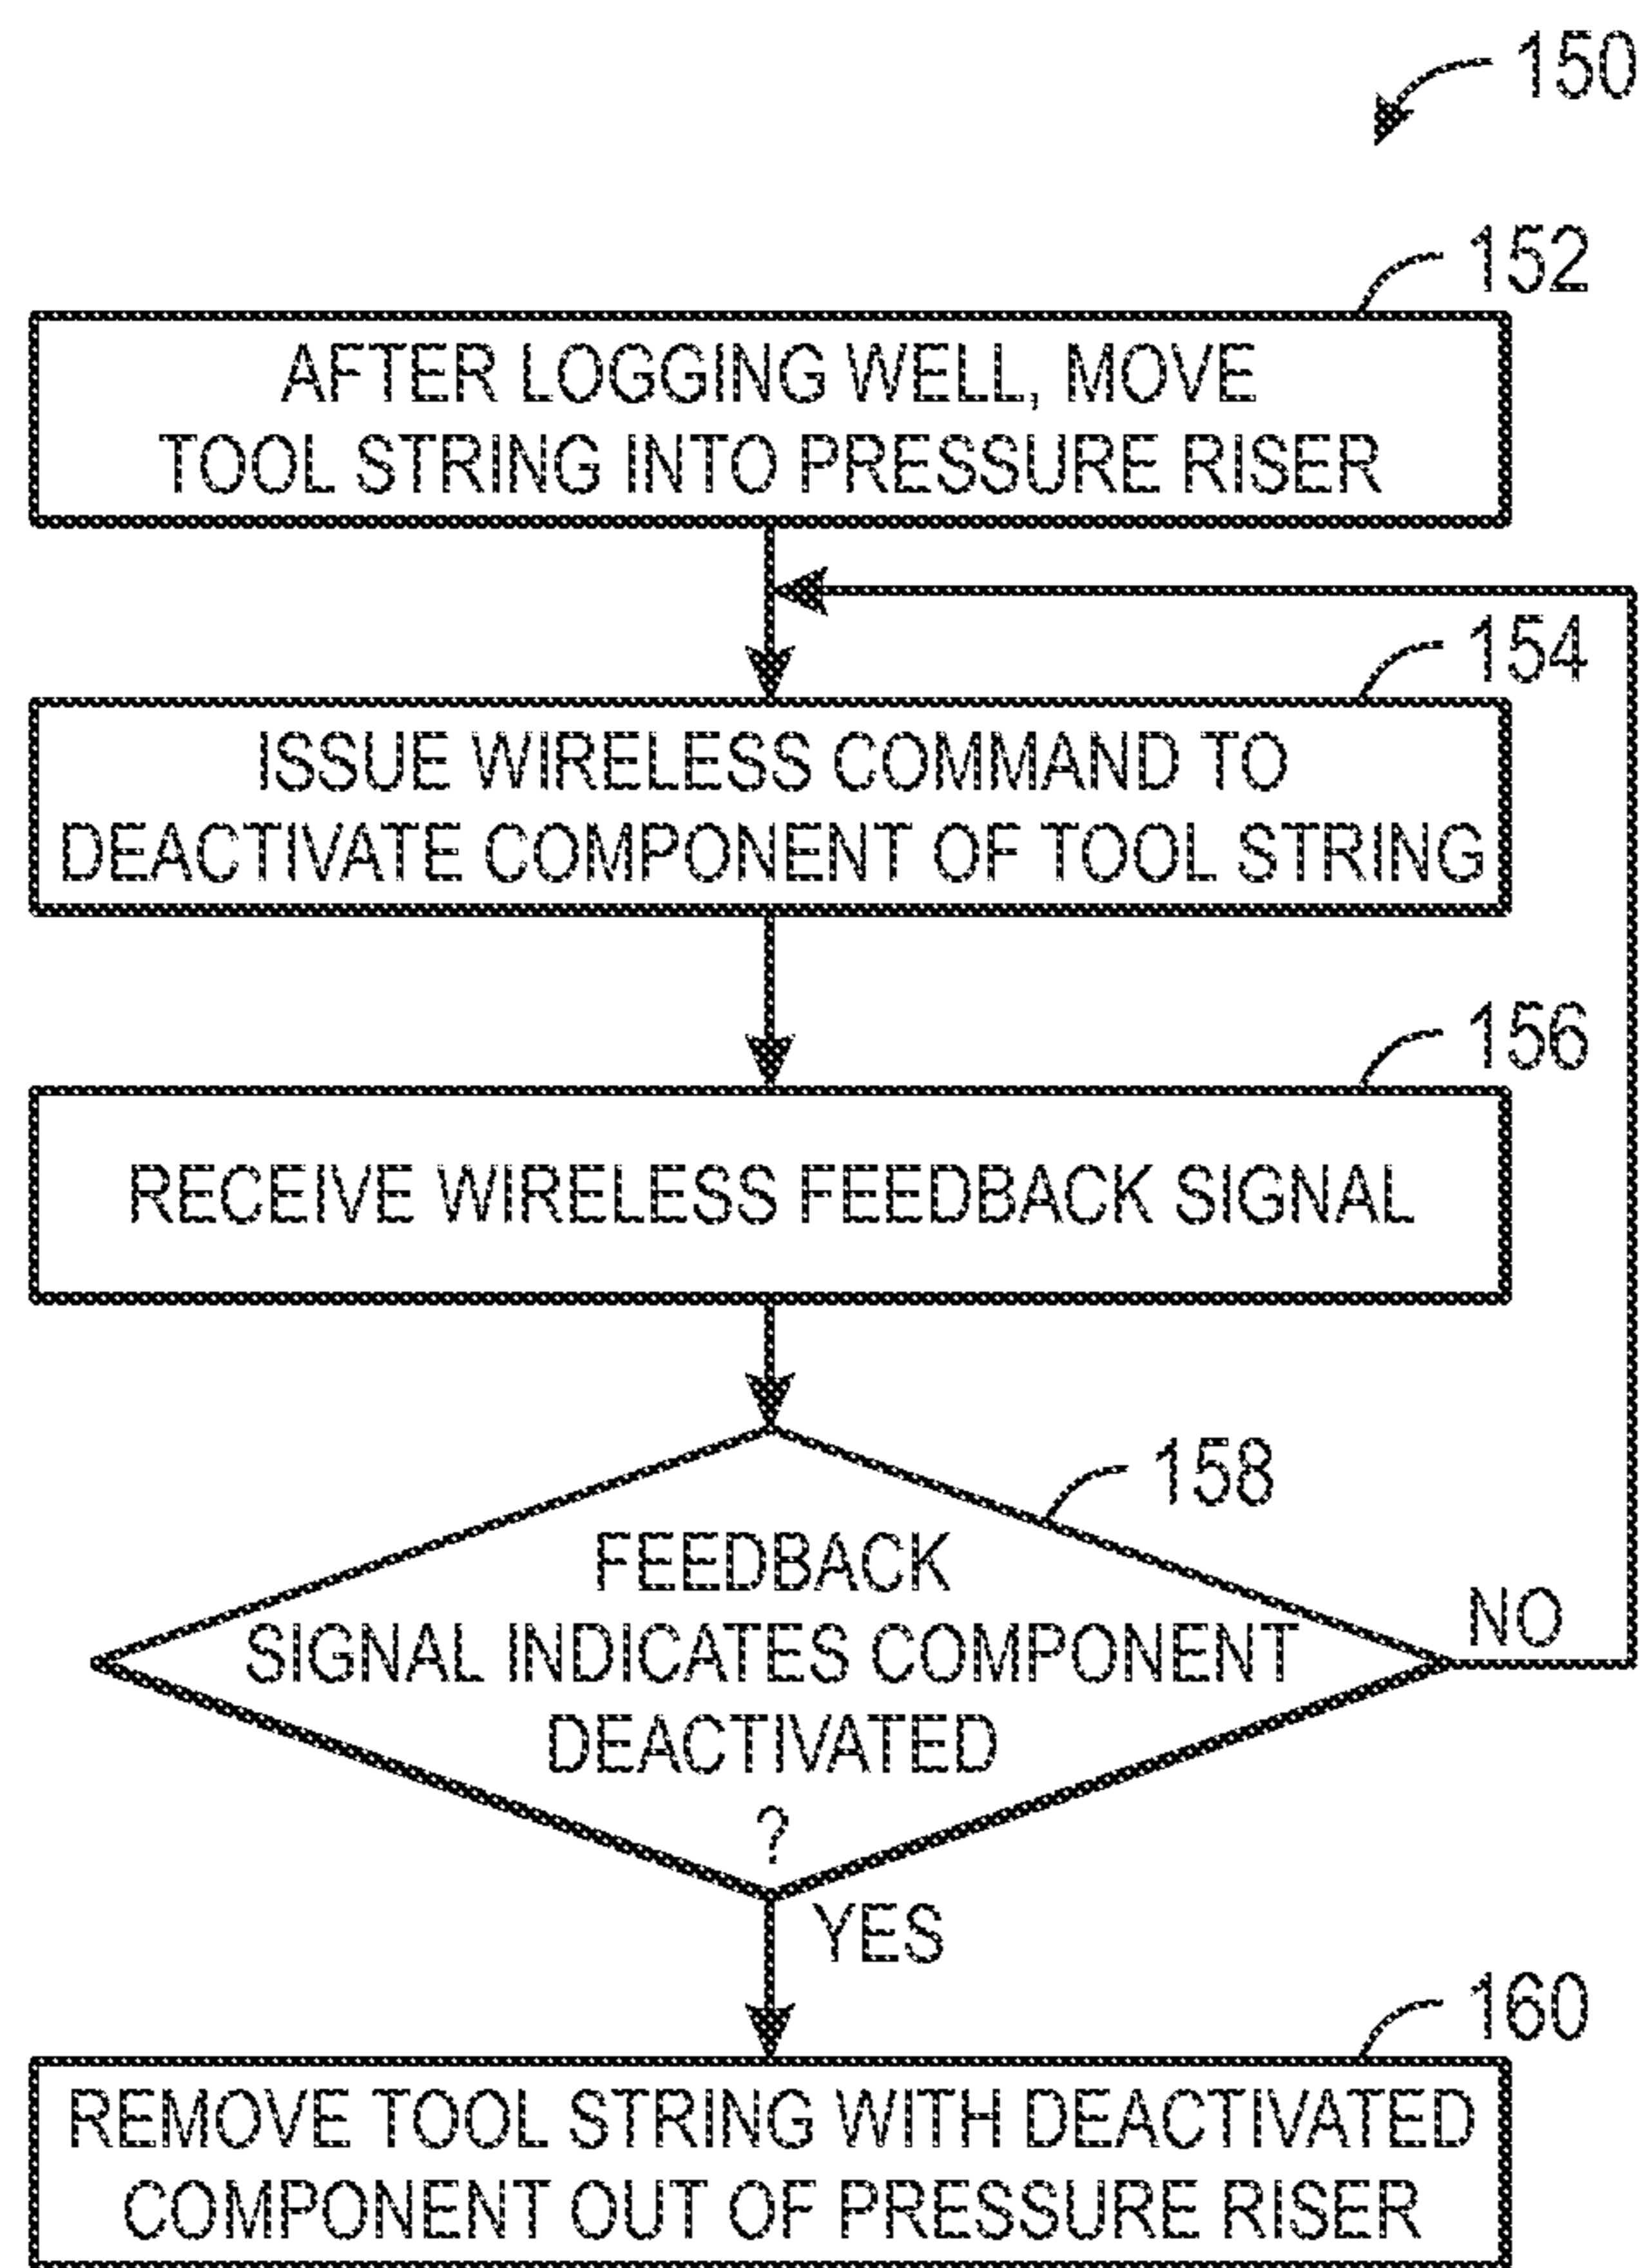 150
152
AFTER LOGGING WELL, MOVE
TOOL STRING INTO PRESSURE RISER
154
ISSUE WIRELESS COMMAND TO
DEACTIVATE COMPONENT OF TOOL STRING
156
RECEIVE WIRELESS FEEDBACK SIGNAL
158
FEEDBACK
SIGNAL INDICATES COMPONENT
DEACTIVATED
?
NO
YES
160
REMOVE TOOL STRING WITH DEACTIVATED
COMPONENT OUT OF PRESSURE RISER